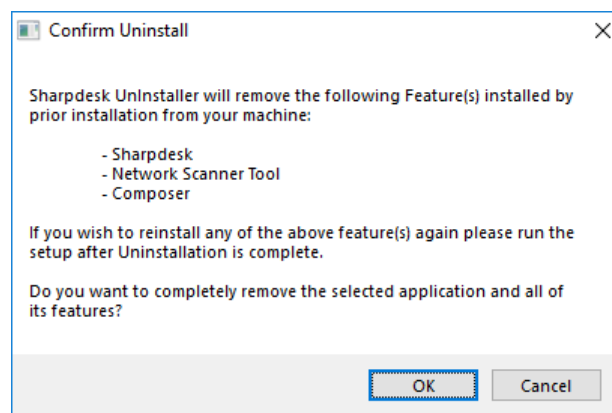 Confirm Uninstall
Sharpdesk UnInstaller will remove the following Feature(s) installed by
prior installation from your machine:
- Sharpdesk
- Network Scanner Tool
- Composer
If you wish to reinstall any of the above feature(s) again please run the
setup after Uninstallation is complete.
Do you want to completely remove the selected application and all of
its features?
OK Cancel